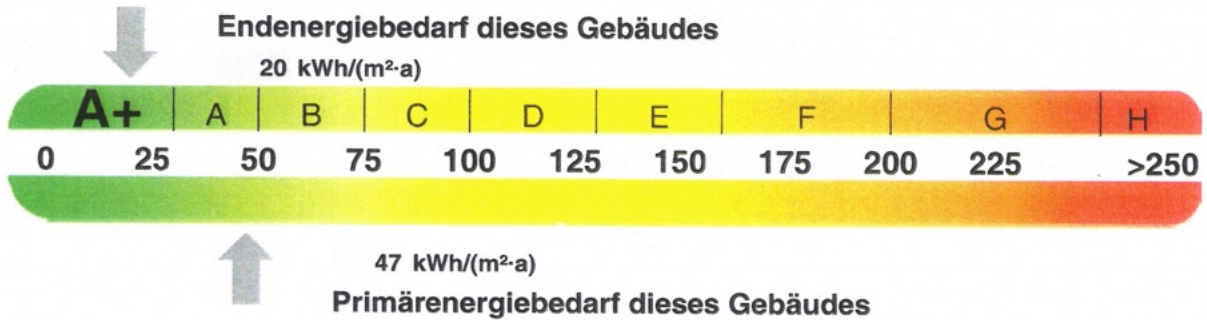 Endenergiebedarf dieses Gebäudes
20 kWh/(m²·a)
A+ A B C D E F G H
0 25 50 75 100 125 150 175 200 225 >250
47 kWh/(m²·a)
Primärenergiebedarf dieses Gebäudes